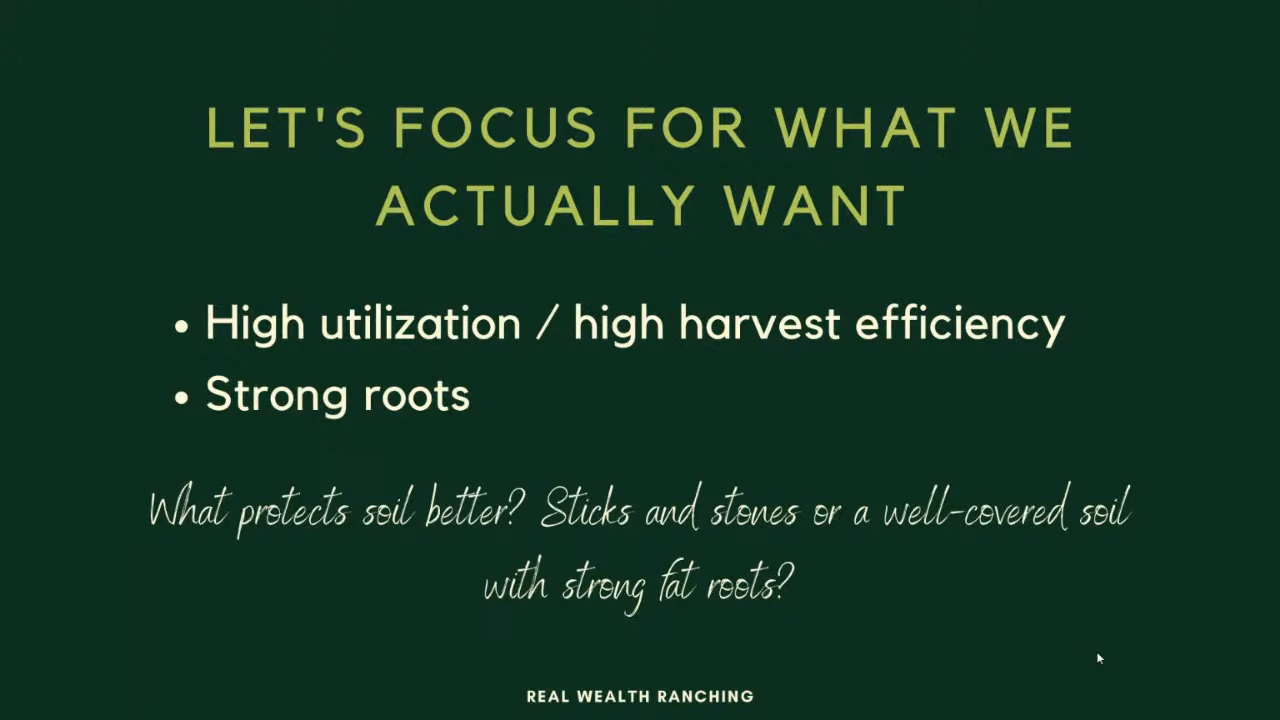 LET'S FOCUS FOR WHAT WE
ACTUALLY WANT
• High utilization / high harvest efficiency
• Strong roots
What protects soil better? Sticks and stones or a well-covered soil
with strong fat roots?
REAL WEALTH RANCHING